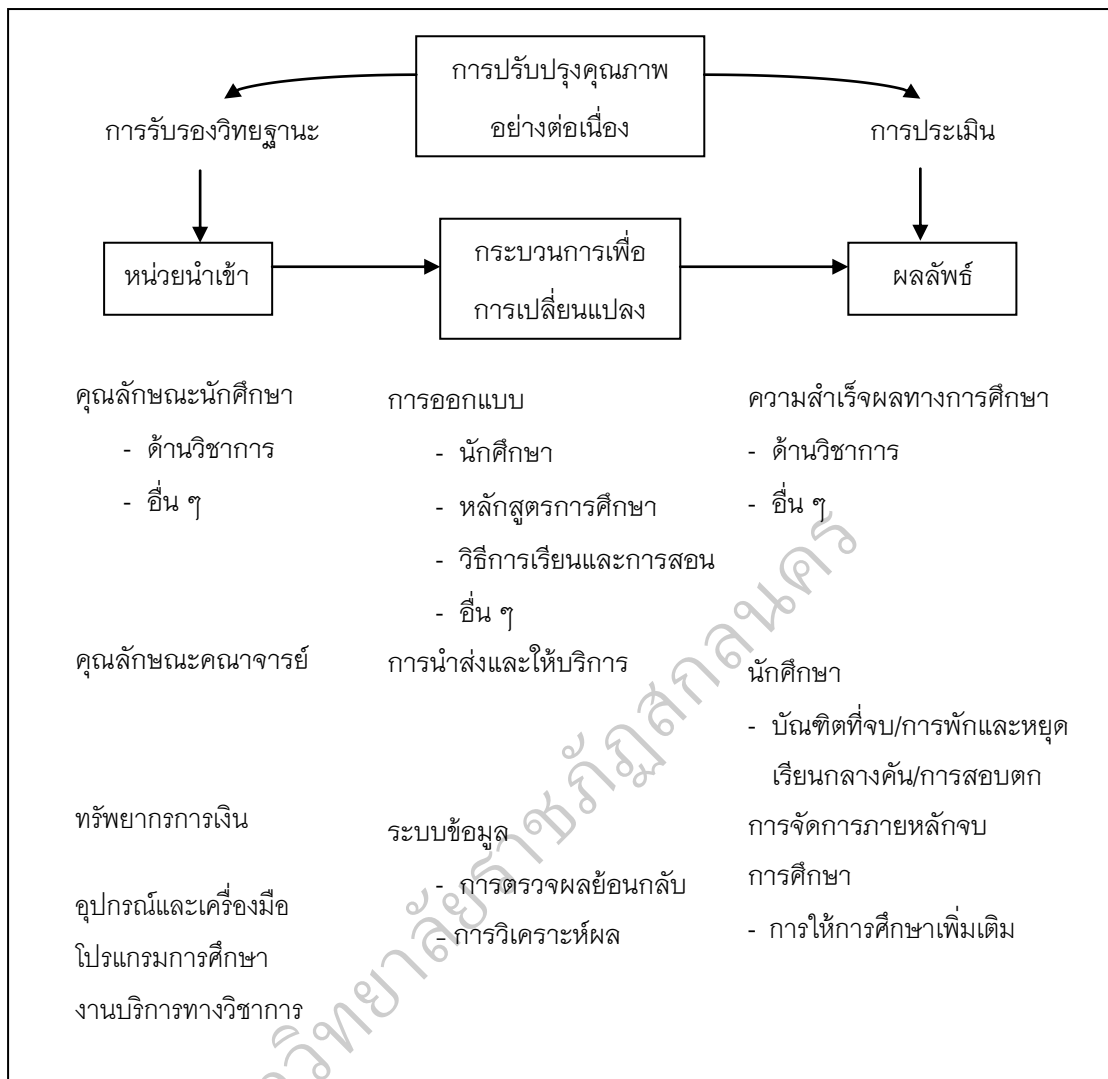 การปรับปรุงคุณภาพ
อย่างต่อเนื่อง
การรับรองวิทยฐานะ
การประเมิน
หน่วยนำเข้า
กระบวนการเพื่อ
การเปลี่ยนแปลง
ผลลัพธ์
คุณลักษณะนักศึกษา
- ด้านวิชาการ
- อื่น ๆ
คุณลักษณะคณาจารย์
ทรัพยากรการเงิน
อุปกรณ์และเครื่องมือ
โปรแกรมการศึกษา
งานบริการทางวิชาการ
การออกแบบ
- นักศึกษา
- หลักสูตรการศึกษา
- วิธีการเรียนและการสอน
- อื่น ๆ
การนำส่งและให้บริการ
ระบบข้อมูล
- การตรวจผลย้อนกลับ
- การวิเคราะห์ผล
ความสำเร็จผลทางการศึกษา
- ด้านวิชาการ
- อื่น ๆ
นักศึกษา
- บัณฑิตที่จบ/การพักและหยุด
เรียนกลางคัน/การสอบตก
การจัดการภายหลักจบ
การศึกษา
- การให้การศึกษาเพิ่มเติม
วิทยาลัยราชภัฏสกลนคร